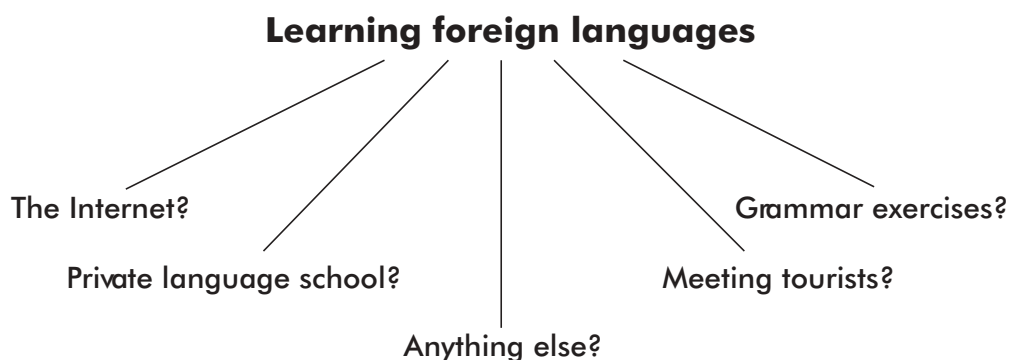 Learning foreign languages
The Internet?
Grammar exercises?
Private language school?
Meeting tourists?
Anything else?